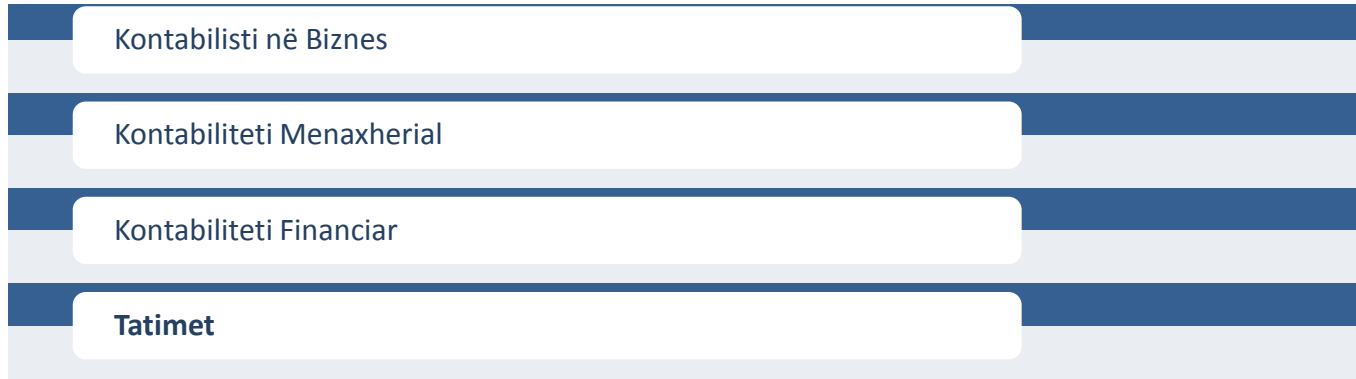 Kontabilisti në Biznes
Kontabiliteti Menaxherial
Kontabiliteti Financiar
Tatimet